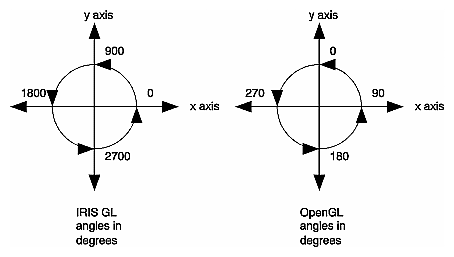 y axis
900
1800
0
x axis
2700
IRIS GL
angles in
degrees
y axis
0
270
90
x axis
180
OpenGL
angles in
degrees